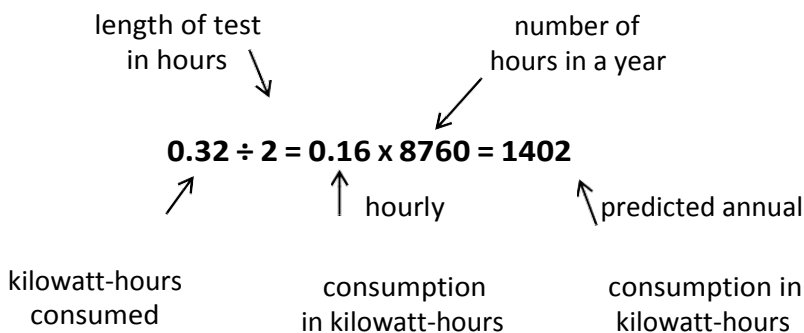 length of test
in hours
number of
hours in a year
0.32 ÷ 2 = 0.16 x 8760 = 1402
hourly
predicted annual
kilowatt-hours
consumed
consumption
in kilowatt-hours
consumption in
kilowatt-hours